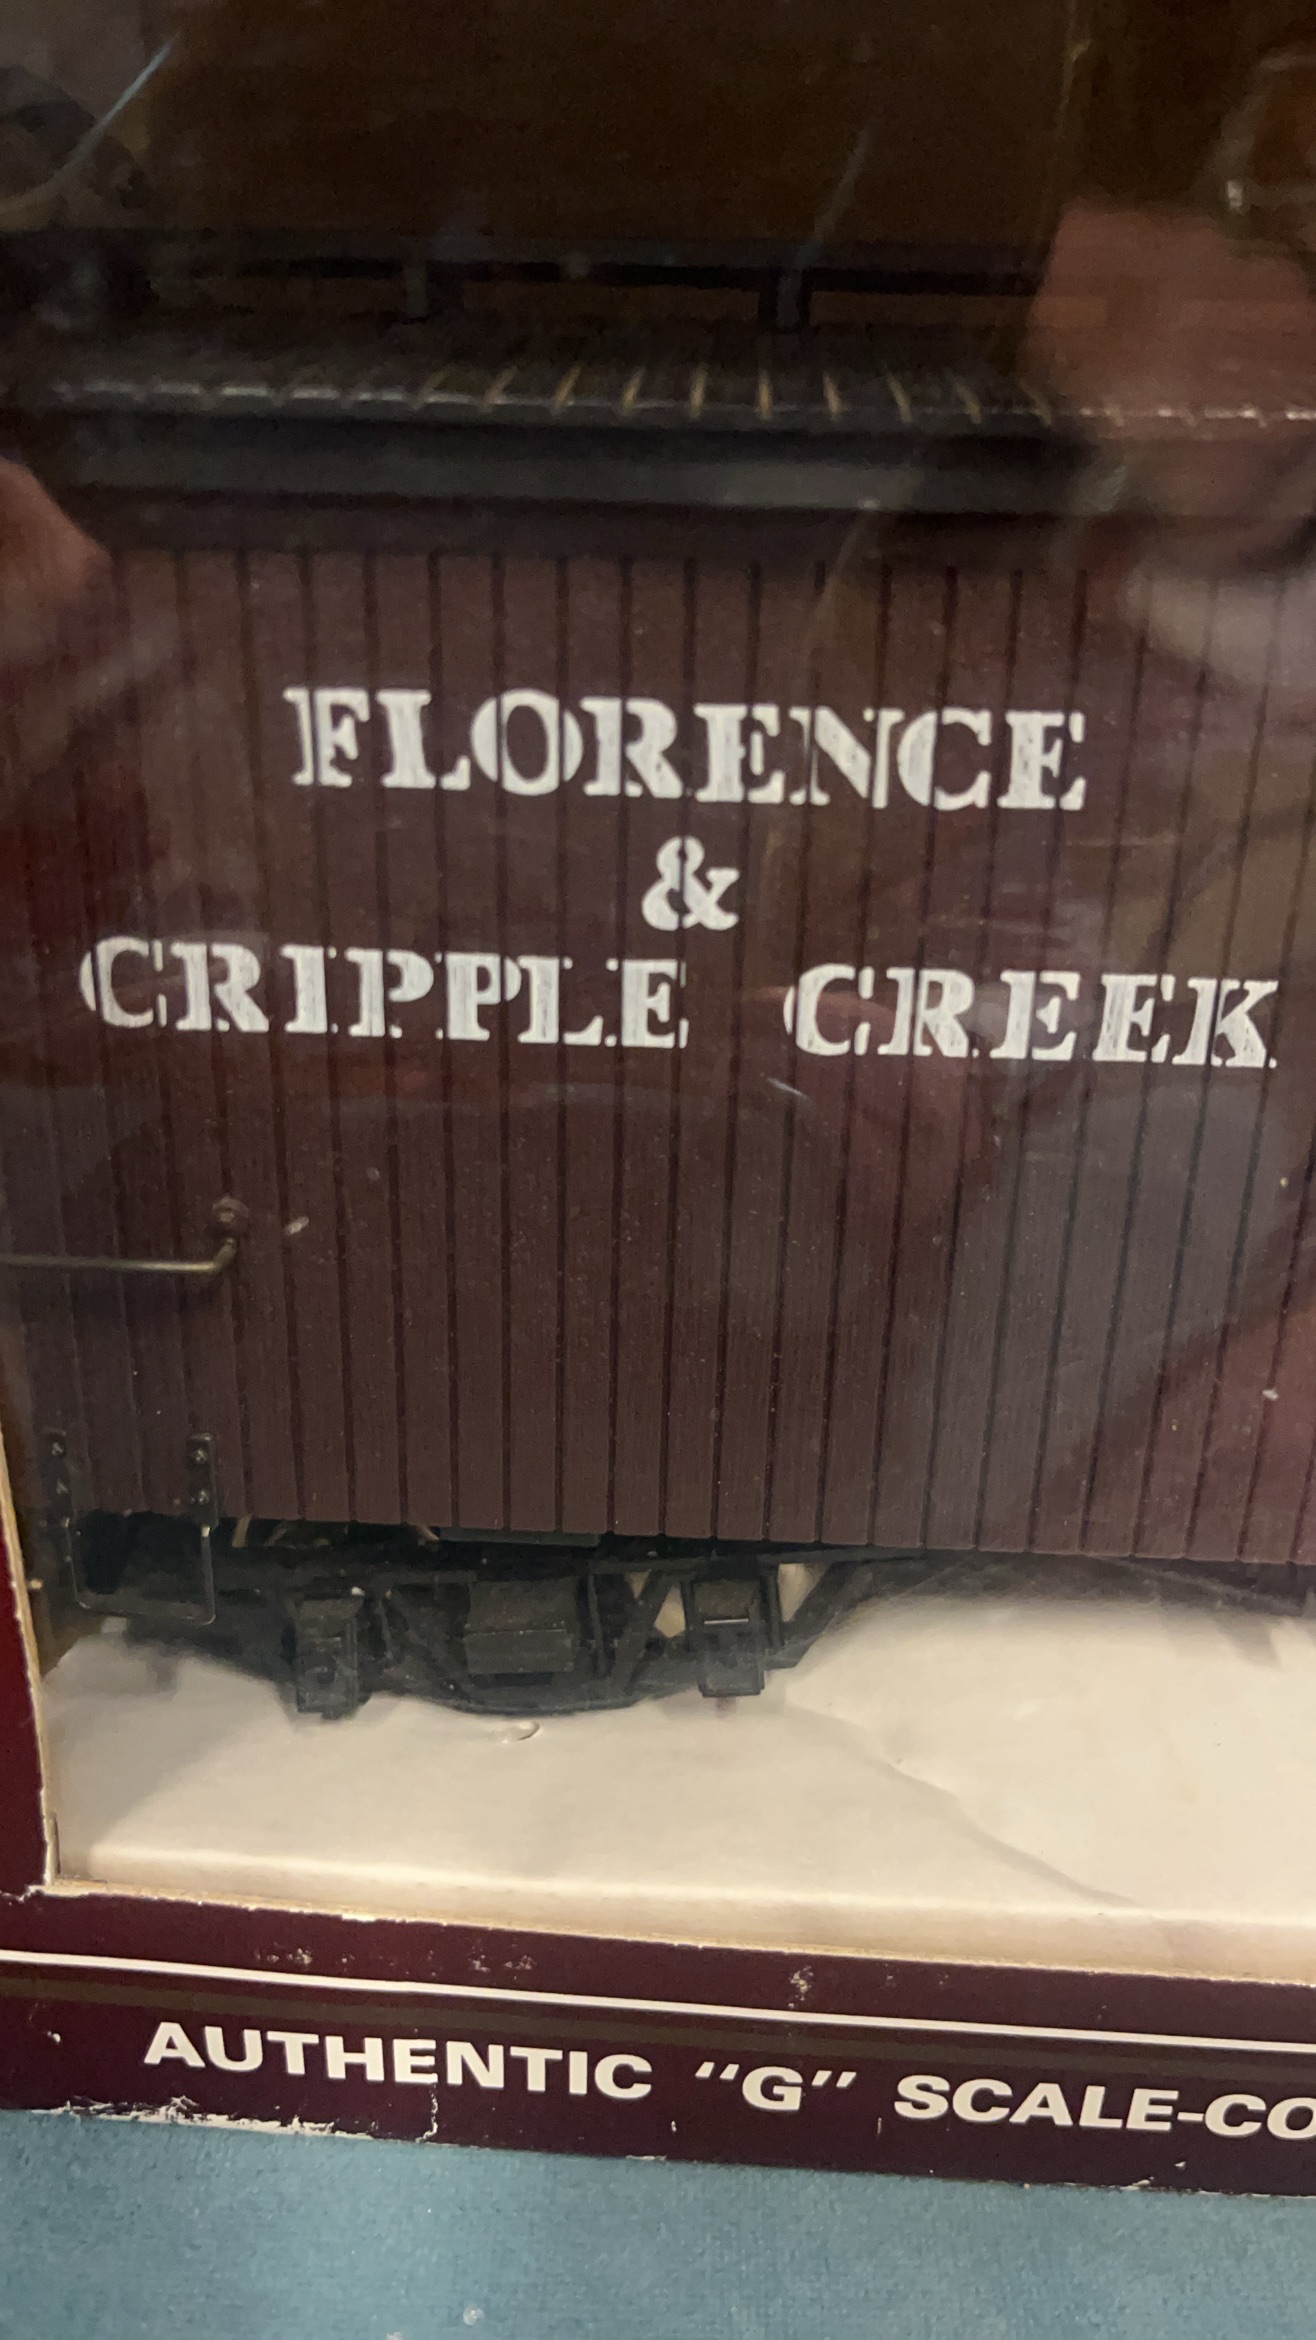 FLORENCE
&
CRIPPLE CREEK
AUTHENTIC "G" SCALE-CO